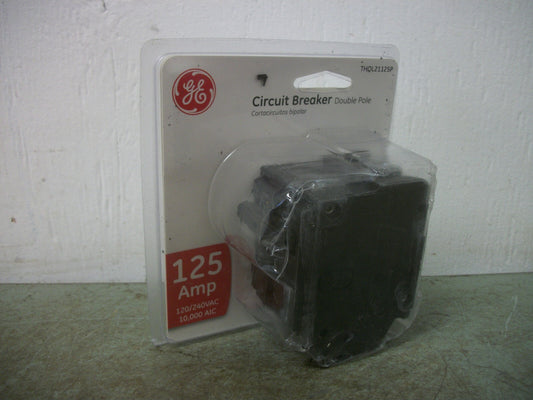 THQL21125P
GE
Circuit Breaker Double Pole
Cortacircuitos bipolar
125
Amp
120/240VAC
10,000 AIC